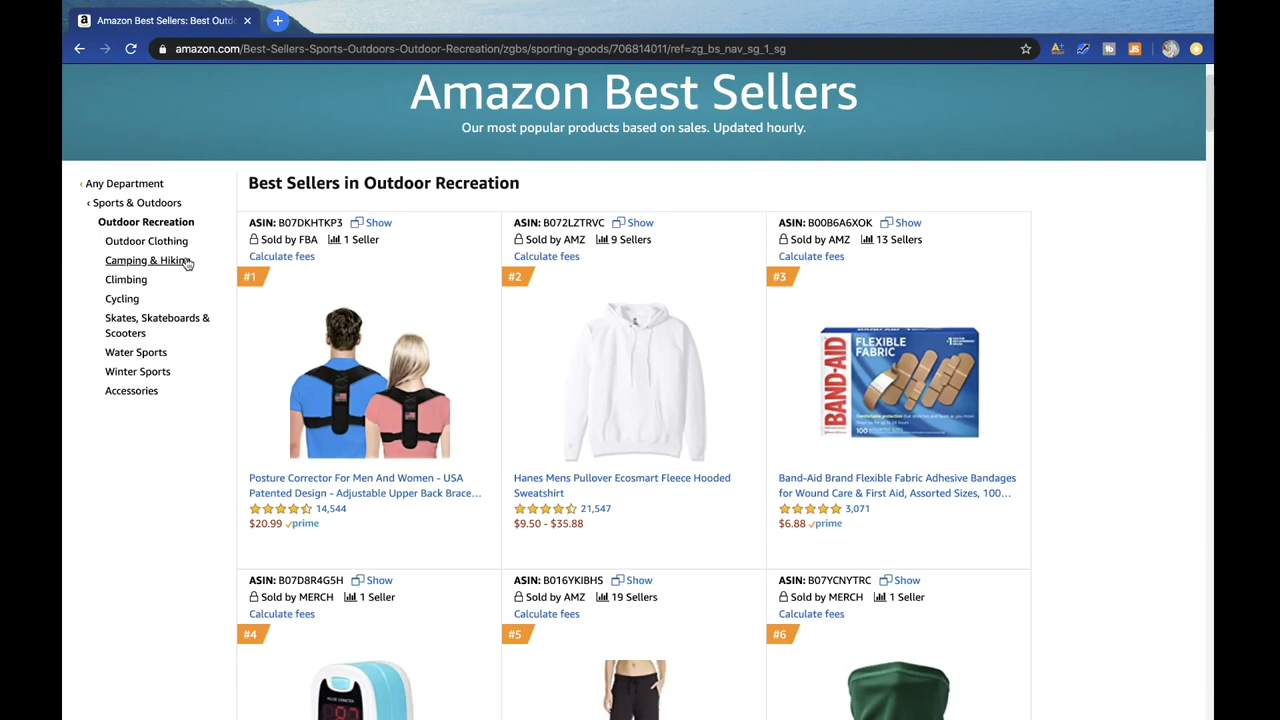 Amazon Best Sellers: Best Outd
amazon.com/Best-Sellers-Sports-Outdoors-Outdoor-Recreation/zgbs/sporting-goods/706814011/ref=zg_bs_nav_sg_1_sg
Amazon Best Sellers
Our most popular products based on sales. Updated hourly.
‹ Any Department
‹ Sports & Outdoors
Outdoor Recreation
Outdoor Clothing
Camping & Hiking
Climbing
Cycling
Skates, Skateboards &
Scooters
Water Sports
Winter Sports
Accessories
Best Sellers in Outdoor Recreation
ASIN: B07DKHTKP3 Show
Sold by FBA 1 Seller
Calculate fees
#1
Posture Corrector For Men And Women - USA
Patented Design - Adjustable Upper Back Brace...
14,544
$20.99 prime
ASIN: B072LZTRVC Show
Sold by AMZ 9 Sellers
Calculate fees
#2
Hanes Mens Pullover Ecosmart Fleece Hooded
Sweatshirt
21,547
$9.50 - $35.88
ASIN: B00B6A6XOK Show
Sold by AMZ 13 Sellers
Calculate fees
#3
BAND-AID
FLEXIBLE
FABRIC
100
Band-Aid Brand Flexible Fabric Adhesive Bandages
for Wound Care & First Aid, Assorted Sizes, 100...
3,071
$6.88 prime
ASIN: B07D8R4G5H Show
Sold by MERCH 1 Seller
Calculate fees
#4
ASIN: B016YKIBHS Show
Sold by AMZ 19 Sellers
Calculate fees
#5
ASIN: B07YCNYTRC Show
Sold by MERCH 1 Seller
Calculate fees
#6